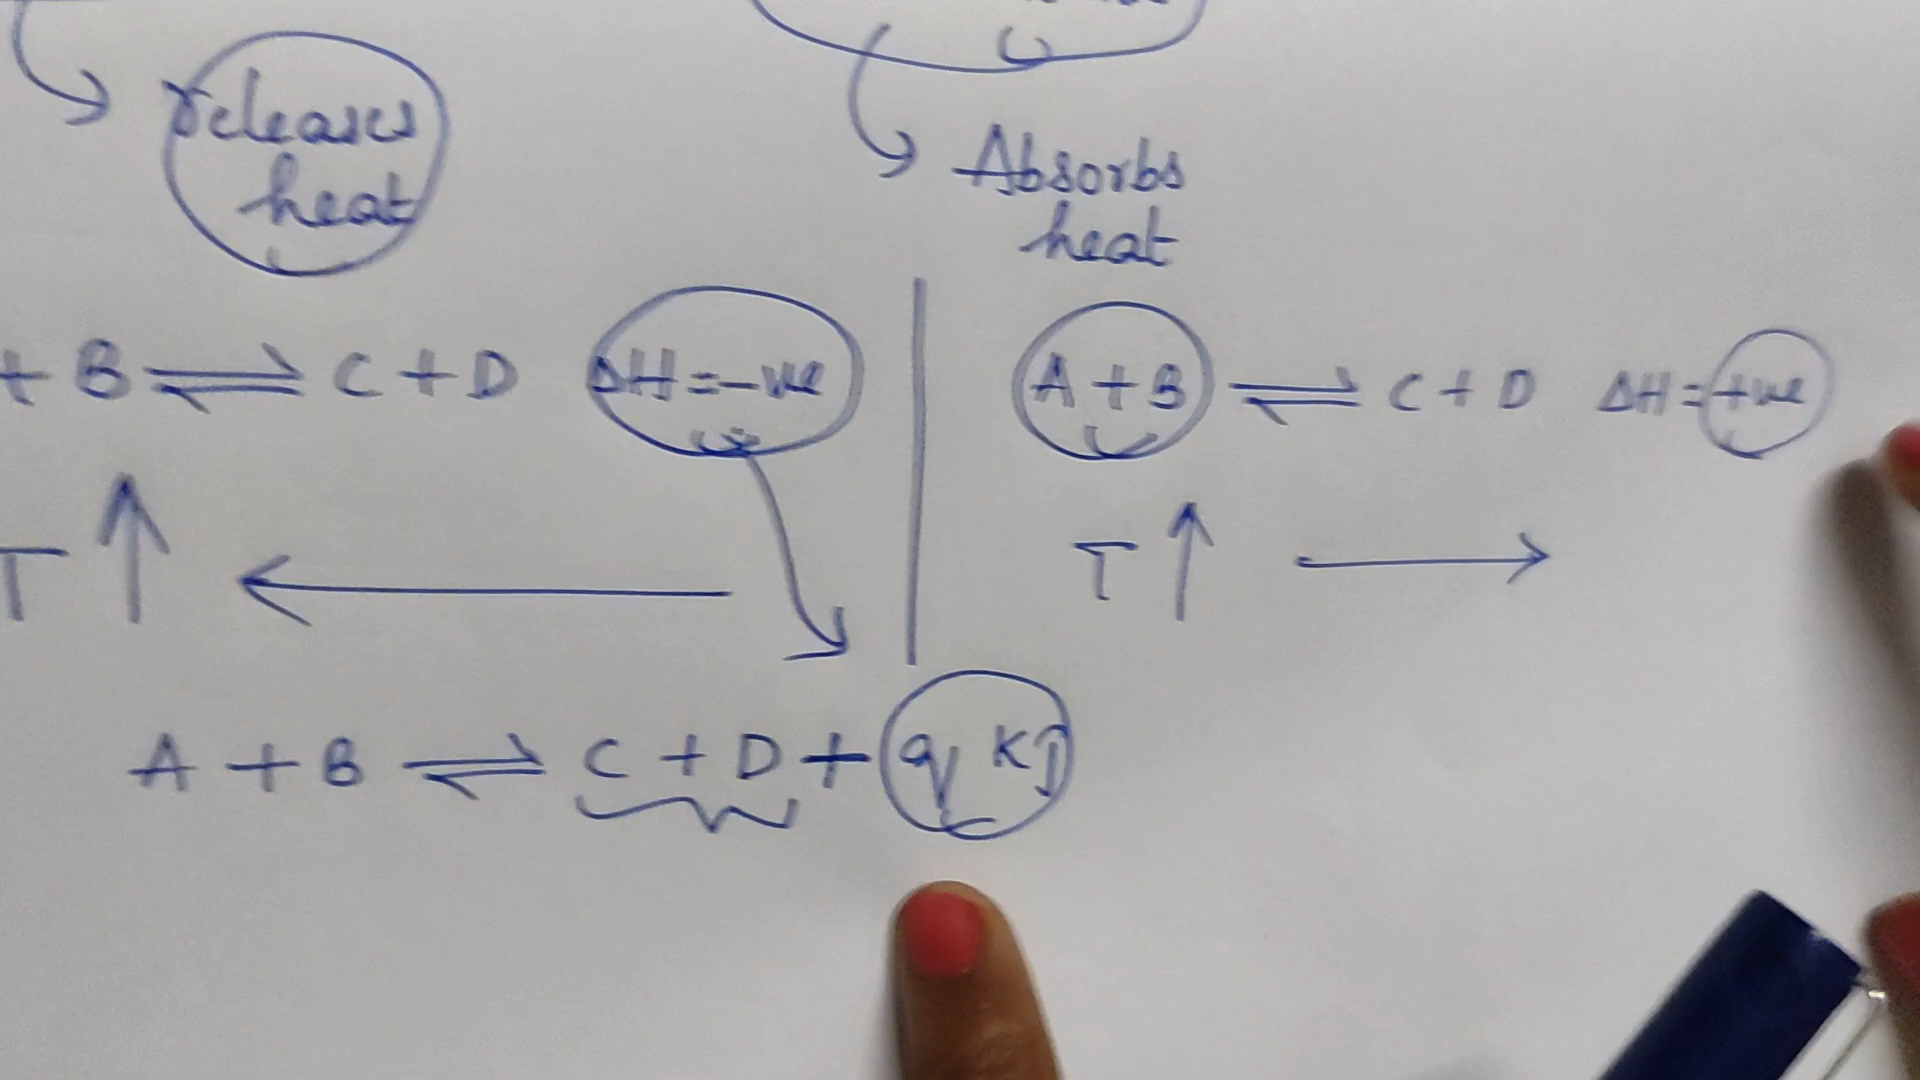 releases
heat
Absorbs
heat
+ B ⇌ C + D ΔH = -ve
A + B ⇌ C + D ΔH = +ve
T ↑ ←
T ↑ →
A + B ⇌ C + D + q KJ